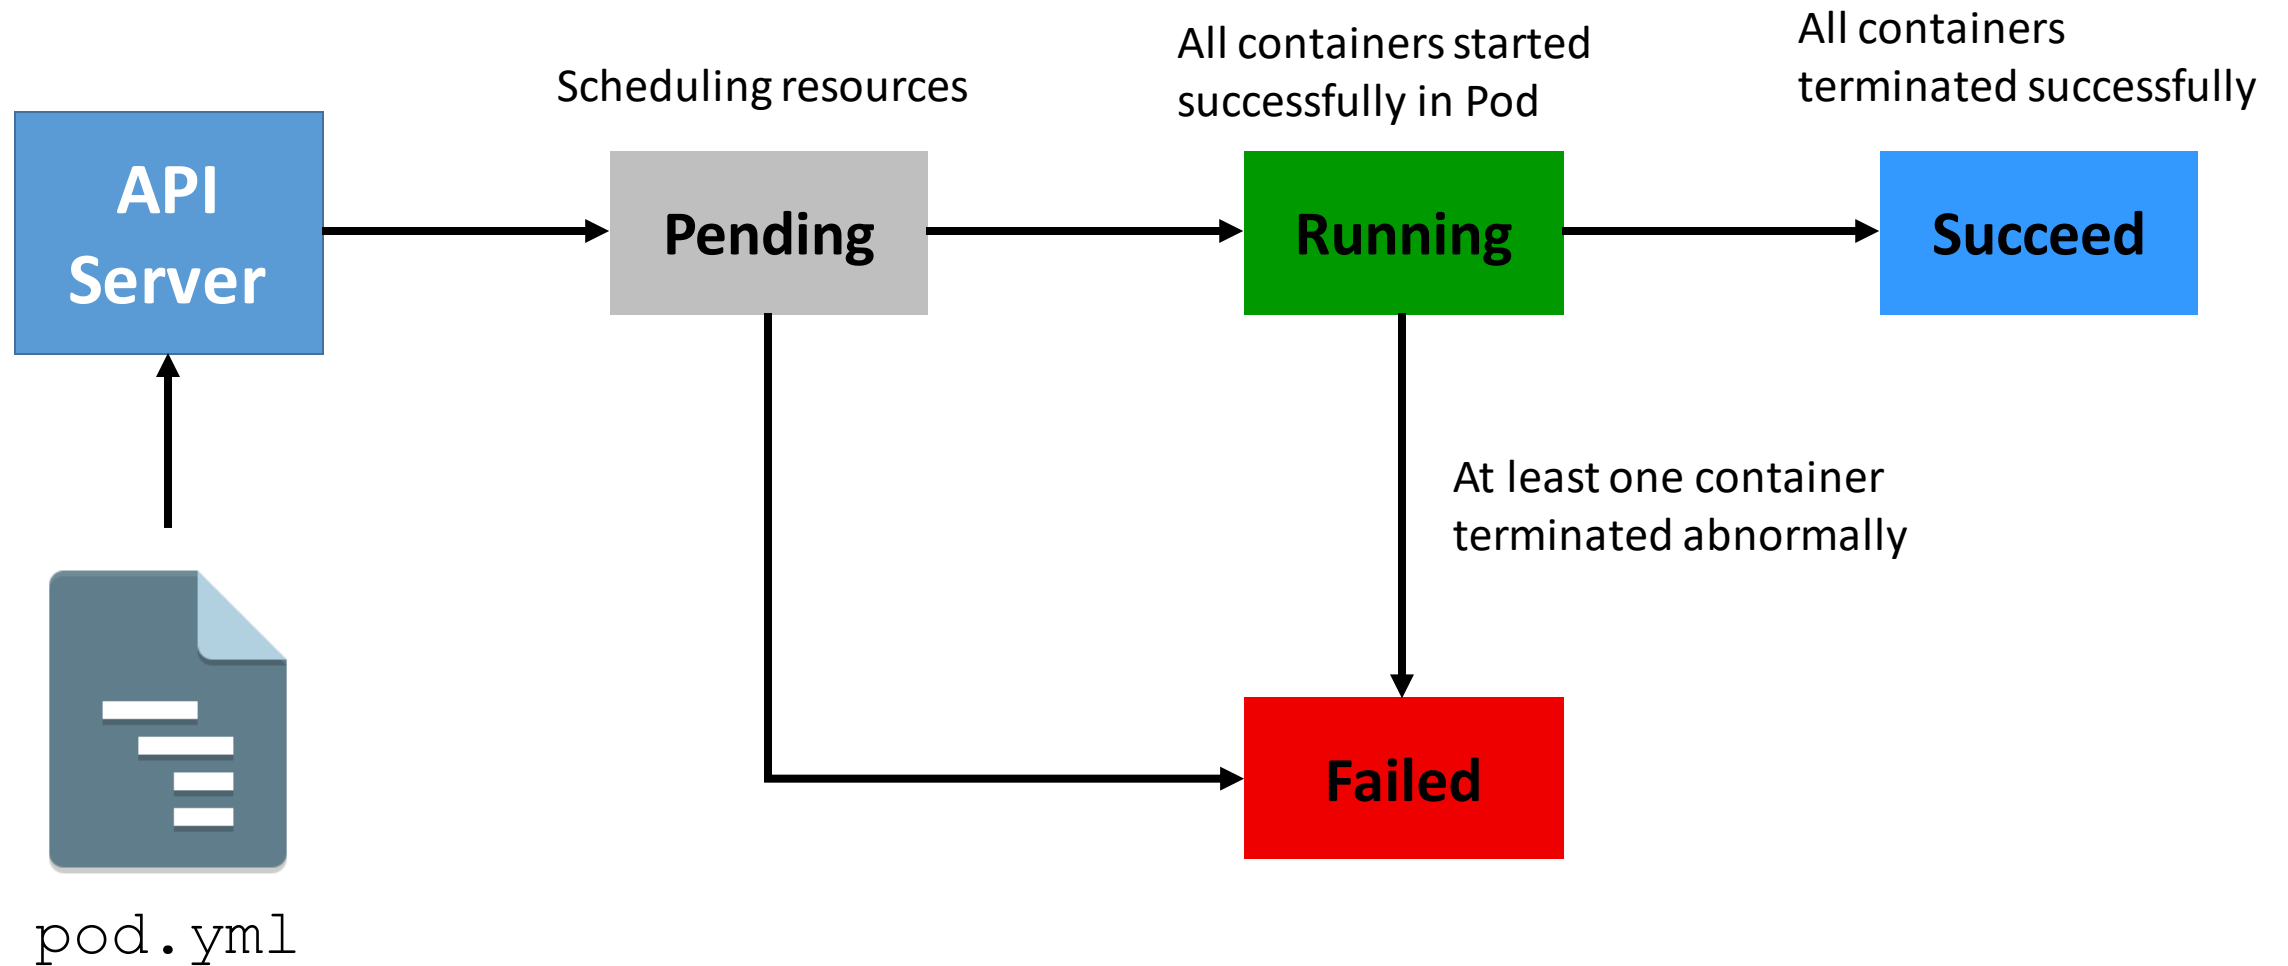 All containers
terminated successfully
All containers started
successfully in Pod
Scheduling resources
API
Server
Pending
Running
Succeed
At least one container
terminated abnormally
Failed
pod.yml